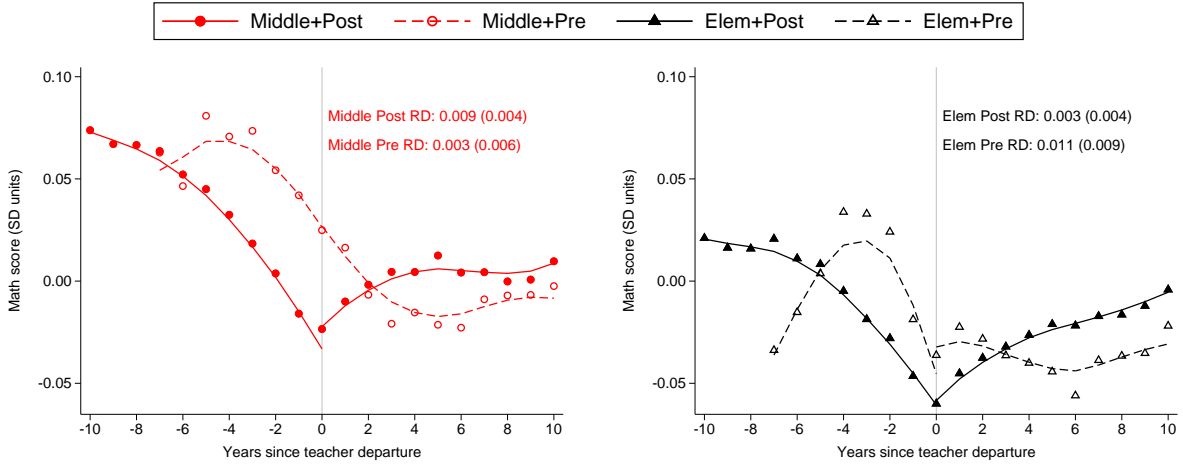 Middle+Post Middle+Pre Elem+Post Elem+Pre
0.10
0.05
0.00
-0.05
Math score (SD units)
Middle Post RD: 0.009 (0.004)
Middle Pre RD: 0.003 (0.006)
-10 -8 -6 -4 -2 0 2 4 6 8 10
Years since teacher departure
0.10
0.05
0.00
-0.05
Math score (SD units)
Elem Post RD: 0.003 (0.004)
Elem Pre RD: 0.011 (0.009)
-10 -8 -6 -4 -2 0 2 4 6 8 10
Years since teacher departure